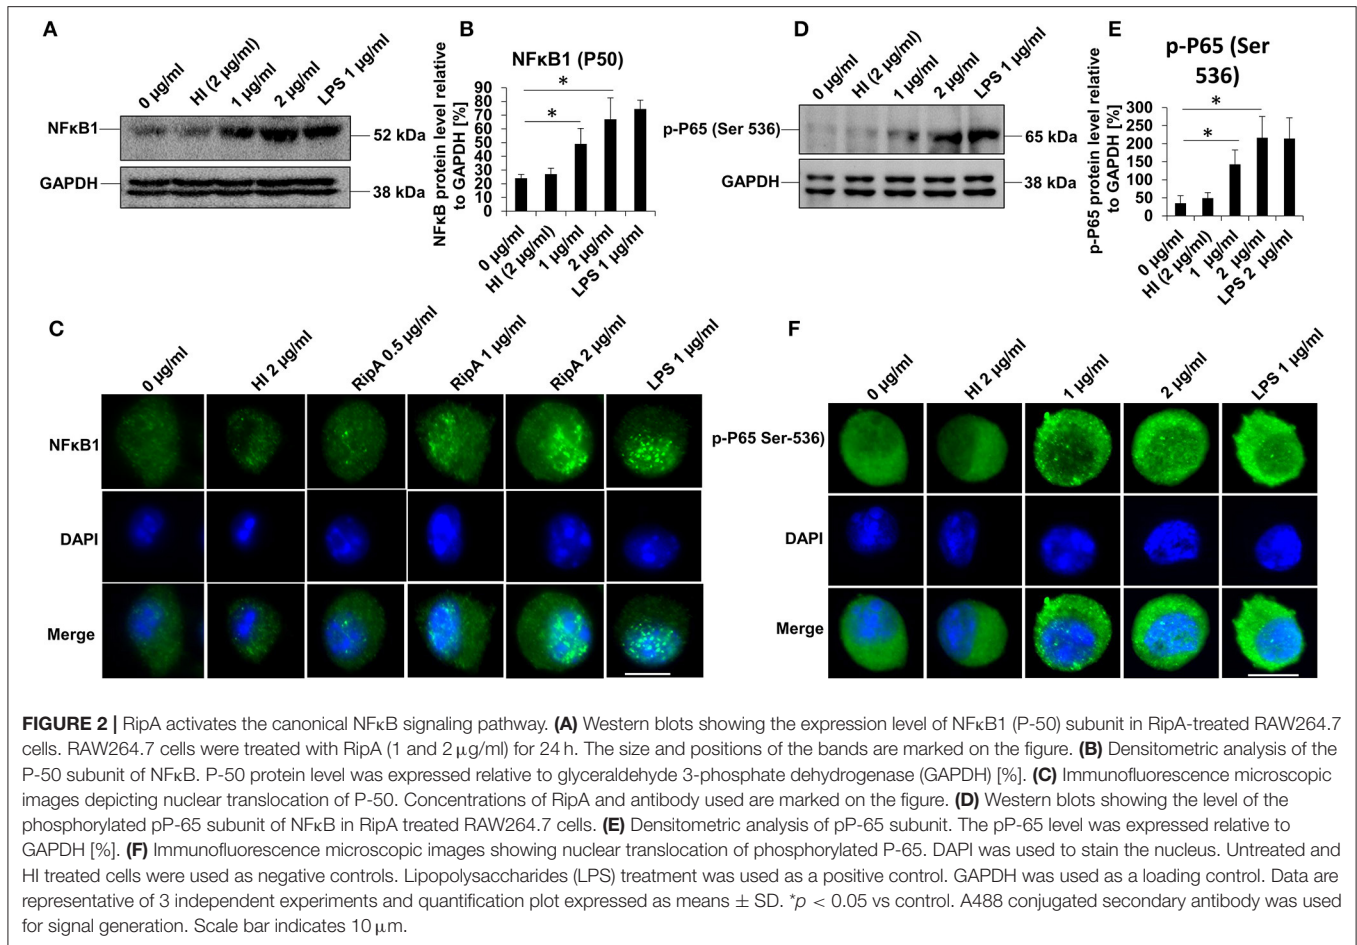 A
0 µg/ml
HI (2 µg/ml)
1 µg/ml
2 µg/ml
LPS 1 µg/ml
NFκB1
52 kDa
GAPDH
38 kDa
B
NFκB1 (P50)
NFκB protein level relative
to GAPDH [%]
90
80
70
60
50
40
30
20
10
0
*
*
0 µg/ml
HI (2 µg/ml)
1 µg/ml
2 µg/ml
LPS 1 µg/ml
D
0 µg/ml
HI (2 µg/ml)
1 µg/ml
2 µg/ml
LPS 1 µg/ml
p-P65 (Ser 536)
65 kDa
GAPDH
38 kDa
E
p-P65 (Ser
536)
p-P65 protein level relative
to GAPDH [%]
300
250
200
150
100
50
0
*
*
0 µg/ml
HI (2 µg/ml)
1 µg/ml
2 µg/ml
LPS 2 µg/ml
C
0 µg/ml
HI 2 µg/ml
RipA 0.5 µg/ml
RipA 1 µg/ml
RipA 2 µg/ml
LPS 1 µg/ml
NFκB1
DAPI
Merge
F
0 µg/ml
HI 2 µg/ml
1 µg/ml
2 µg/ml
LPS 1 µg/ml
p-P65 Ser-536)
DAPI
Merge
FIGURE 2 | RipA activates the canonical NFκB signaling pathway. (A) Western blots showing the expression level of NFκB1 (P-50) subunit in RipA-treated RAW264.7
cells. RAW264.7 cells were treated with RipA (1 and 2 µg/ml) for 24 h. The size and positions of the bands are marked on the figure. (B) Densitometric analysis of the
P-50 subunit of NFκB. P-50 protein level was expressed relative to glyceraldehyde 3-phosphate dehydrogenase (GAPDH) [%]. (C) Immunofluorescence microscopic
images depicting nuclear translocation of P-50. Concentrations of RipA and antibody used are marked on the figure. (D) Western blots showing the level of the
phosphorylated pP-65 subunit of NFκB in RipA treated RAW264.7 cells. (E) Densitometric analysis of pP-65 subunit. The pP-65 level was expressed relative to
GAPDH [%]. (F) Immunofluorescence microscopic images showing nuclear translocation of phosphorylated P-65. DAPI was used to stain the nucleus. Untreated and
HI treated cells were used as negative controls. Lipopolysaccharides (LPS) treatment was used as a positive control. GAPDH was used as a loading control. Data are
representative of 3 independent experiments and quantification plot expressed as means ± SD. *p < 0.05 vs control. A488 conjugated secondary antibody was used
for signal generation. Scale bar indicates 10 µm.